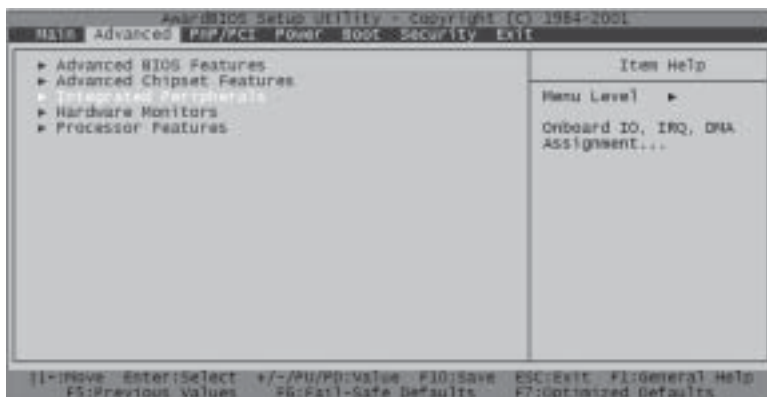 AwardBIOS Setup Utility - Copyright (C) 1984-2001
Main Advanced PNP/PCI Power Boot Security Exit
▶ Advanced BIOS Features
▶ Advanced Chipset Features
▶ Integrated Peripherals
▶ Hardware Monitors
▶ Processor Features
Item Help
Menu Level ▶
Onboard IO, IRQ, DMA
Assignment...
:Move Enter:Select +/-/PU/PD:Value F10:Save ESC:Exit F1:General Help
F5:Previous Values F6:Fail-Safe Defaults F7:Optimized Defaults